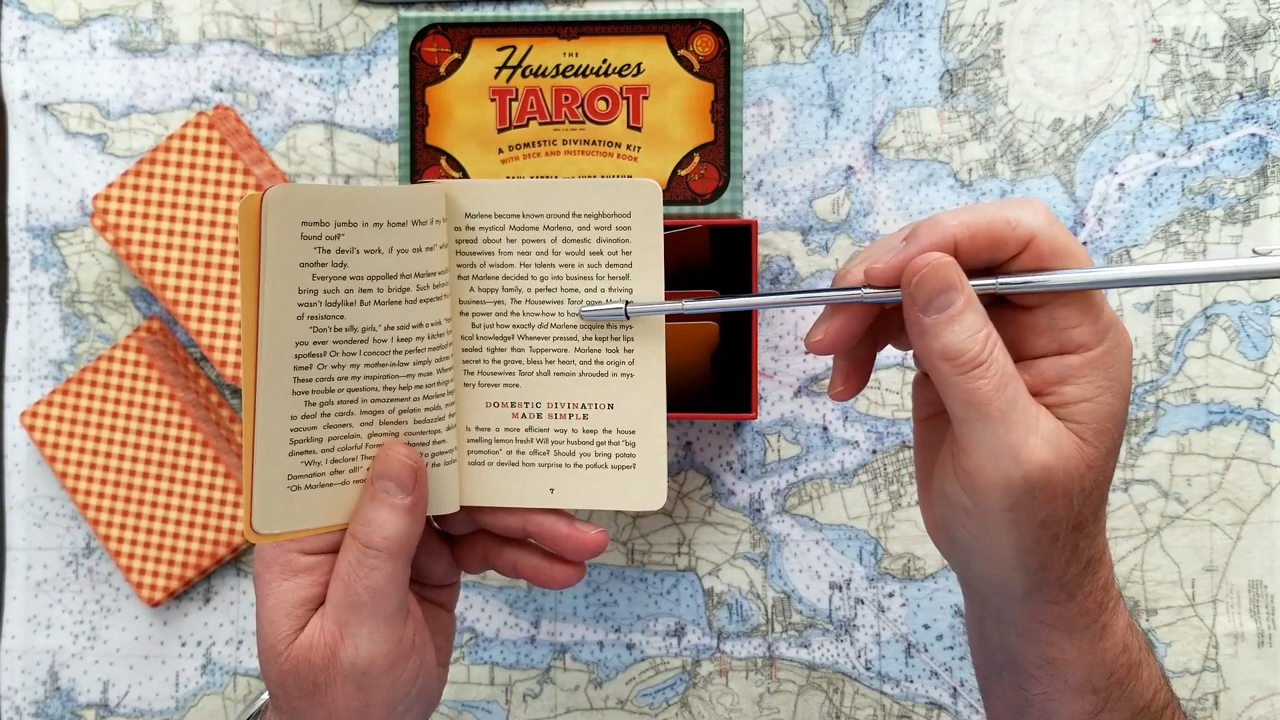 THE
Housewives
TAROT
A DOMESTIC DIVINATION KIT
WITH DECK AND INSTRUCTION BOOK
PAUL KEPPLE and JUDE BUFFUM
mumbo jumbo in my home! What if my
found out?"
"The devil's work, if you ask me!"
another lady.
Everyone was appalled that Marlene
bring such an item to bridge. Such
wasn't ladylike! But Marlene had expected
of resistance.
"Don't be silly, girls," she said with a wink.
you ever wondered how I keep my kitchen
spotless? Or how I concoct the perfect
time? Or why my mother-in-law simply
These cards are my inspiration—my muse.
have trouble or questions, they help me sort
The gals stared in amazement as Marlene
to deal the cards. Images of gelatin molds,
vacuum cleaners, and blenders bedazzled
Sparkling porcelain, gleaming countertops,
dinettes, and colorful them.
"Why, I declare! a gateway
Damnation after all!" of the
"Oh Marlene—do
Marlene became known around the neighborhood
as the mystical Madame Marlena, and word soon
spread about her powers of domestic divination.
Housewives from near and far would seek out her
words of wisdom. Her talents were in such demand
that Marlene decided to go into business for herself.
A happy family, a perfect home, and a thriving
business—yes, The Housewives Tarot gave Marlene
the power and the know-how to
But just how exactly did Marlene acquire this mys-
tical knowledge? Whenever pressed, she kept her lips
sealed tighter than Tupperware. Marlene took her
secret to the grave, bless her heart, and the origin of
The Housewives Tarot shall remain shrouded in mys-
tery forever more.
DOMESTIC DIVINATION
MADE SIMPLE
Is there a more efficient way to keep the house
smelling lemon fresh? Will your husband get that "big
promotion" at the office? Should you bring potato
salad or deviled ham surprise to the potluck supper?
7